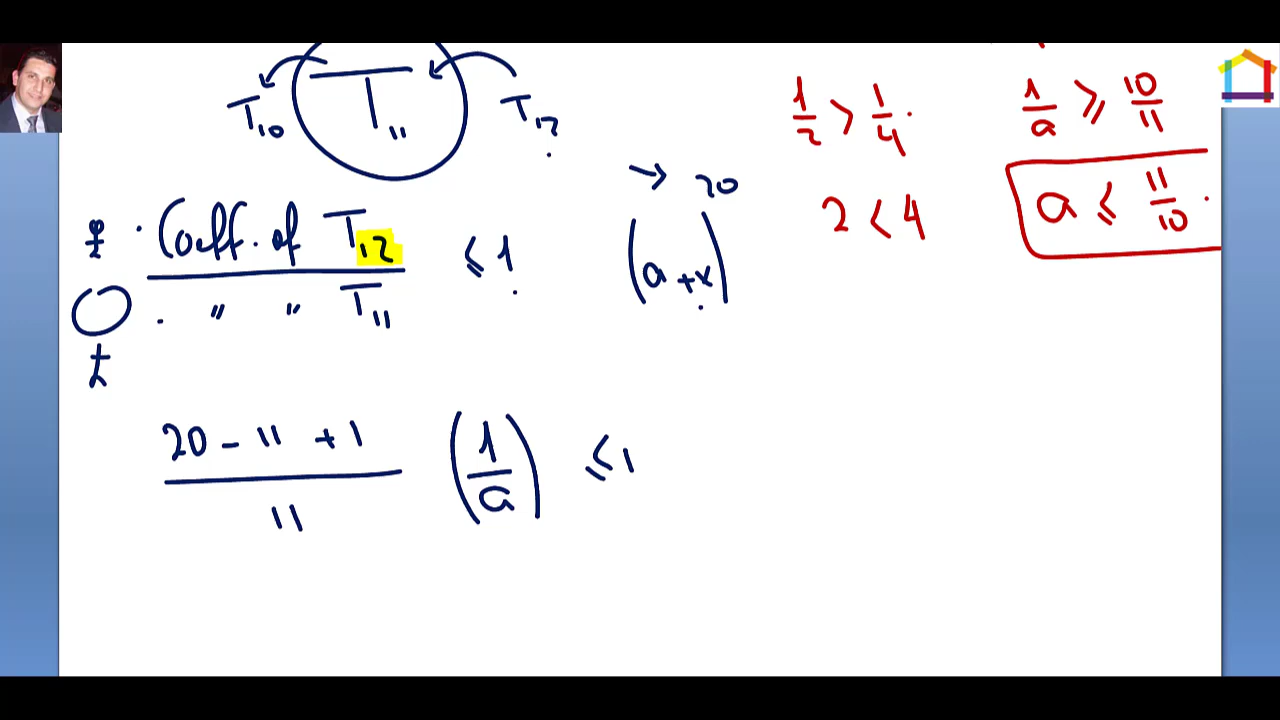 T₁₀ T₁₁ T₁₂
Coeff. of T₁₂ ≤ 1
" " T₁₁
→ (a + x)²⁰
20 - 11 + 1 / 11 (1/a) ≤ 1
1/2 > 1/4
2 < 4
1/a ≥ 10/11
a ≤ 11/10